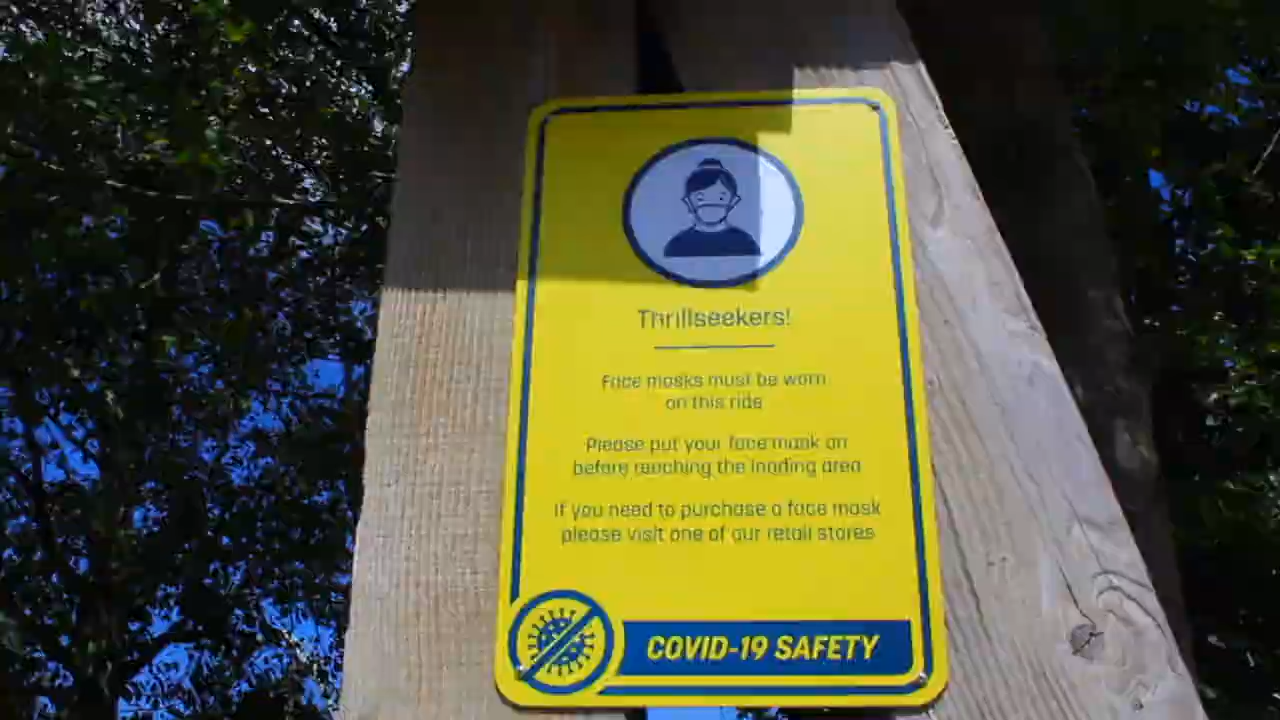 Thrillseekers!
Face masks must be worn
on this ride
Please put your face mask on
before reaching the loading area
If you need to purchase a face mask
please visit one of our retail stores
COVID-19 SAFETY